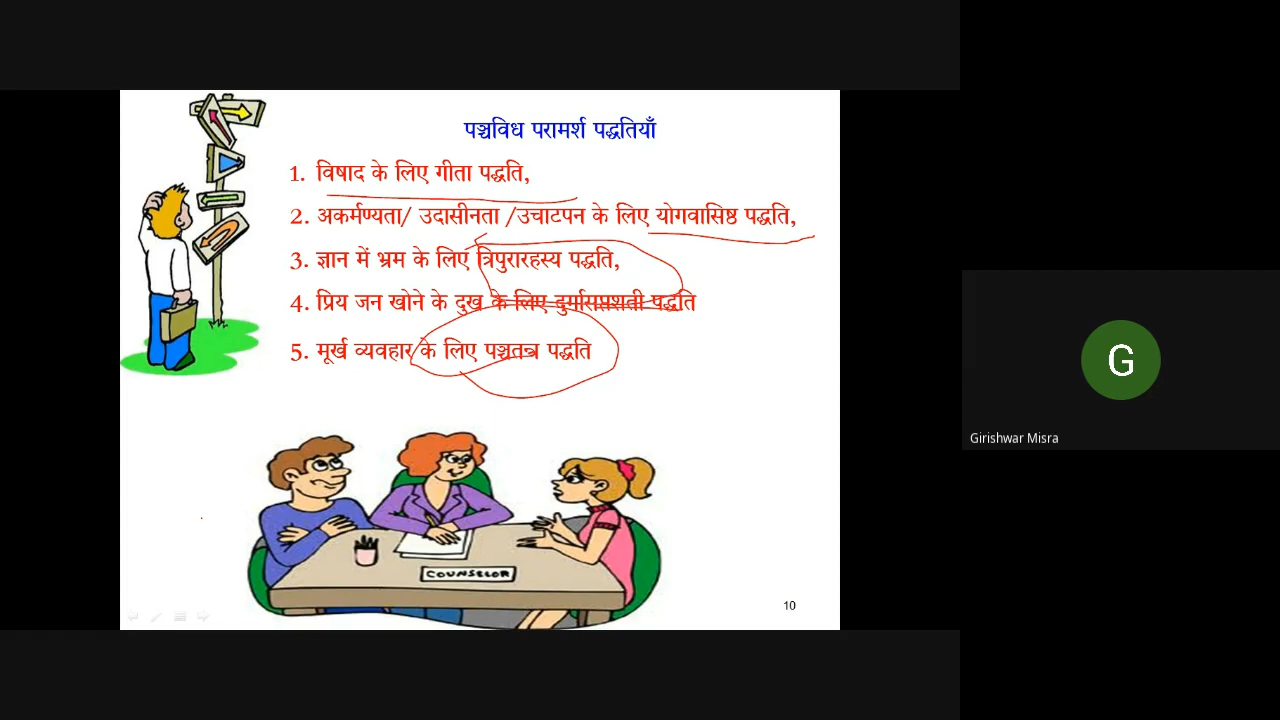 पञ्चविध परामर्श पद्धतियाँ
1. विषाद के लिए गीता पद्धति,
2. अकर्मण्यता/ उदासीनता /उचाटपन के लिए योगवासिष्ठ पद्धति,
3. ज्ञान में भ्रम के लिए त्रिपुरारहस्य पद्धति,
4. प्रिय जन खोने के दुख के लिए दुर्गासप्तशती पद्धति
5. मूर्ख व्यवहार के लिए पञ्चतन्त्र पद्धति
COUNSELOR
10
G
Girishwar Misra